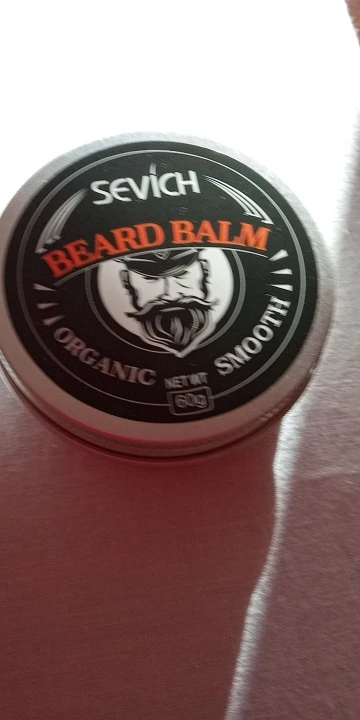 SEVICH
BEARD BALM
ORGANIC
SMOOTH
NET WT
60g